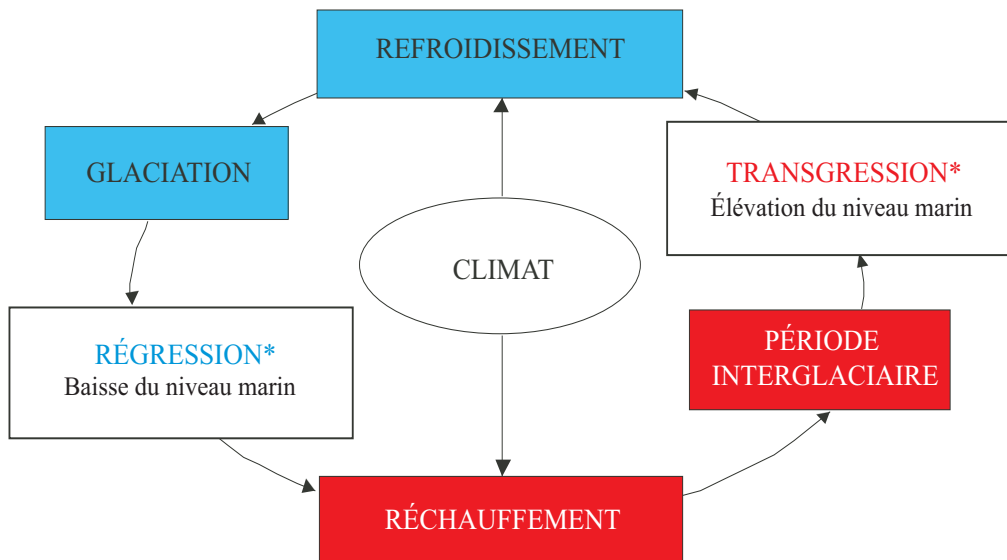 REFROIDISSEMENT
GLACIATION
TRANSGRESSION*
Élévation du niveau marin
CLIMAT
RÉGRESSION*
Baisse du niveau marin
PÉRIODE
INTERGLACIAIRE
RÉCHAUFFEMENT